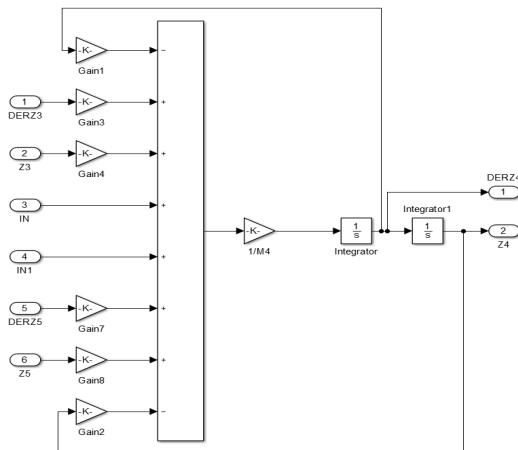 -K-
−
Gain1
1
-K-
+
DERZ3
Gain3
2
-K-
+
Z3
Gain4
DERZ4
1
3
+
IN
Integrator1
-K-
1/s
1/s
2
1/M4
Integrator
Z4
4
+
IN1
5
-K-
+
DERZ5
Gain7
6
-K-
+
Z5
Gain8
-K-
−
Gain2